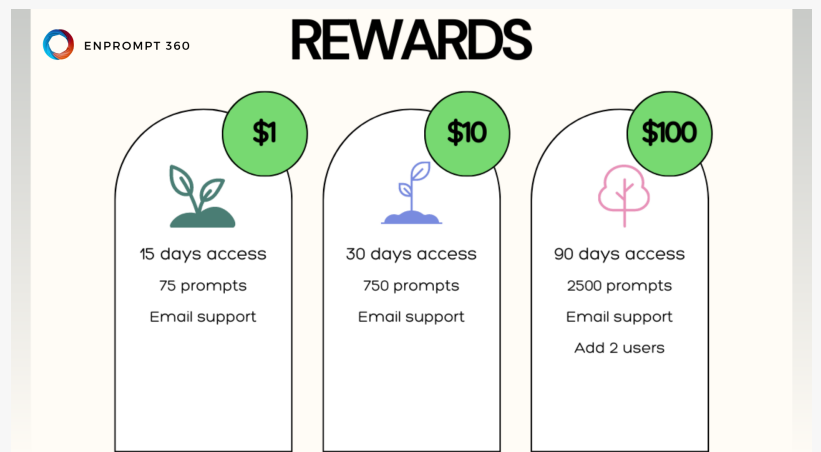 ENPROMPT 360
REWARDS
$1
15 days access
75 prompts
Email support
$10
30 days access
750 prompts
Email support
$100
90 days access
2500 prompts
Email support
Add 2 users